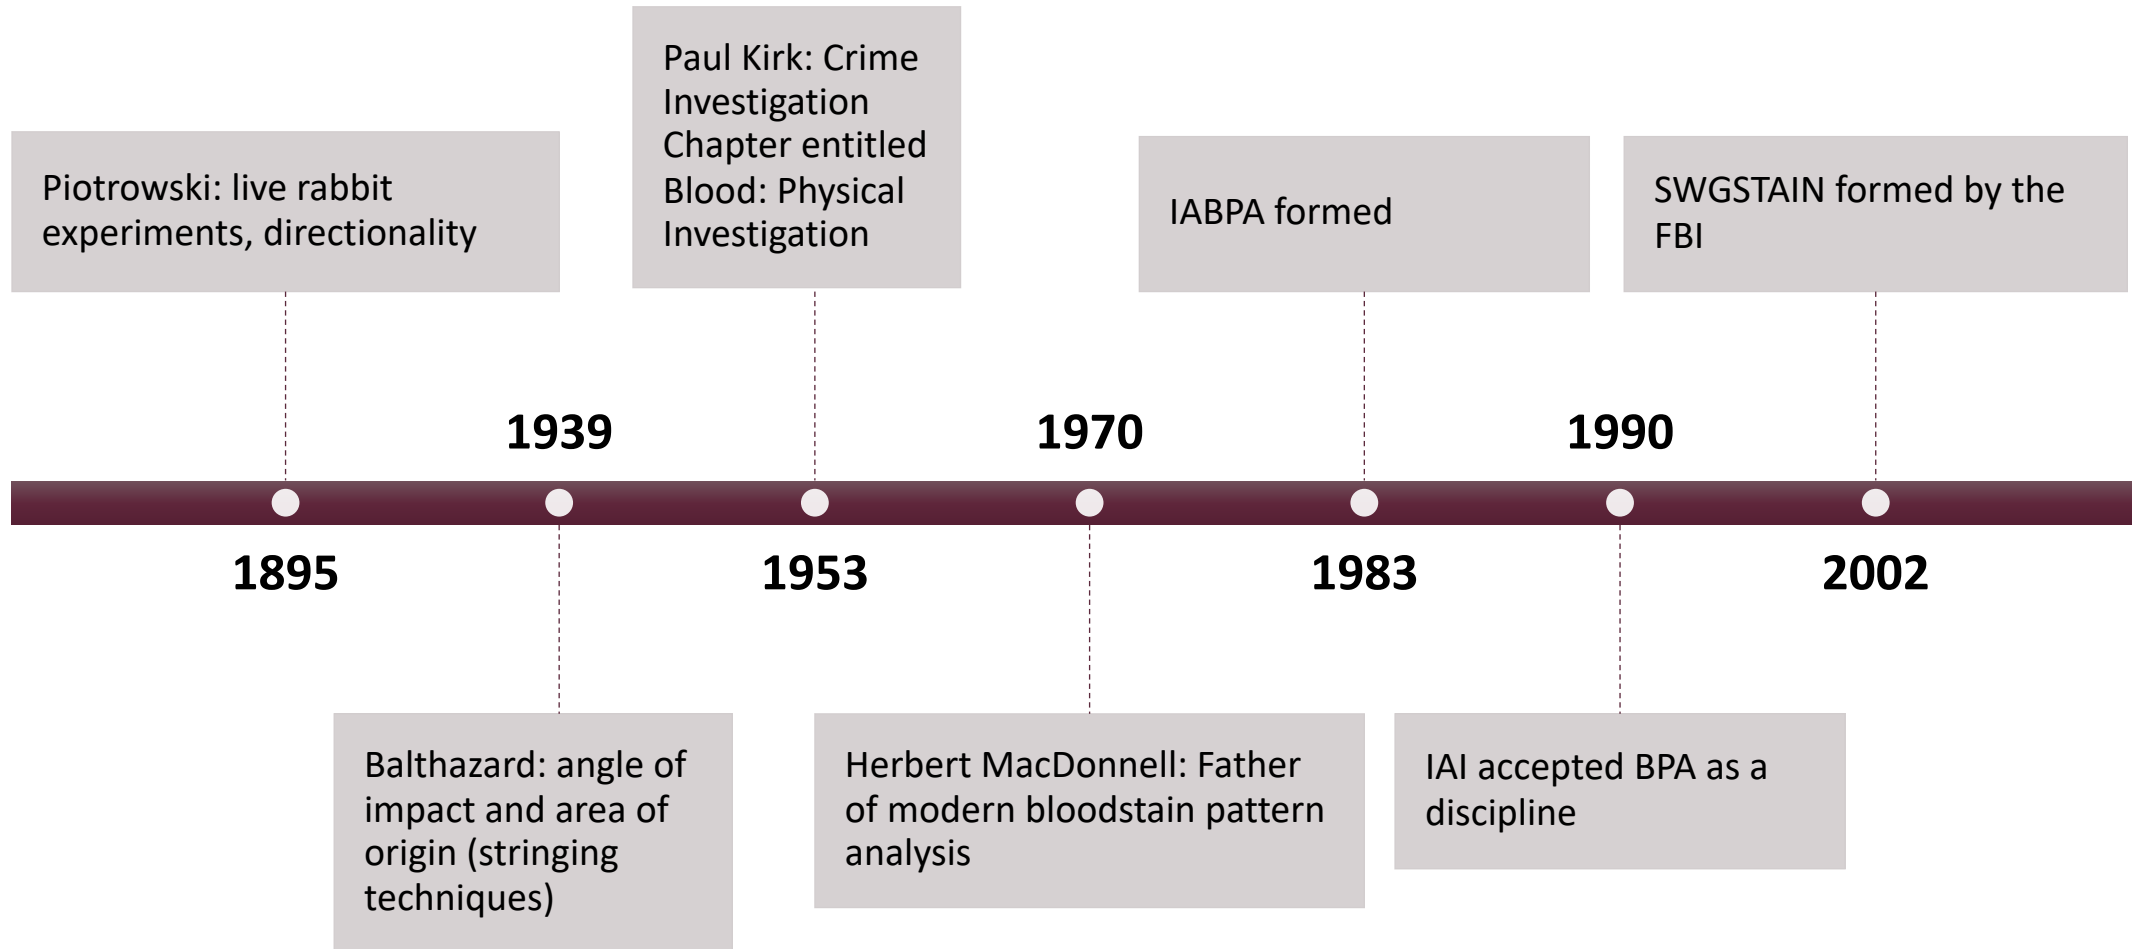 Piotrowski: live rabbit
experiments, directionality
1895
1939
Balthazard: angle of
impact and area of
origin (stringing
techniques)
Paul Kirk: Crime
Investigation
Chapter entitled
Blood: Physical
Investigation
1953
1970
Herbert MacDonnell: Father
of modern bloodstain pattern
analysis
IABPA formed
1983
1990
IAI accepted BPA as a
discipline
SWGSTAIN formed by the
FBI
2002